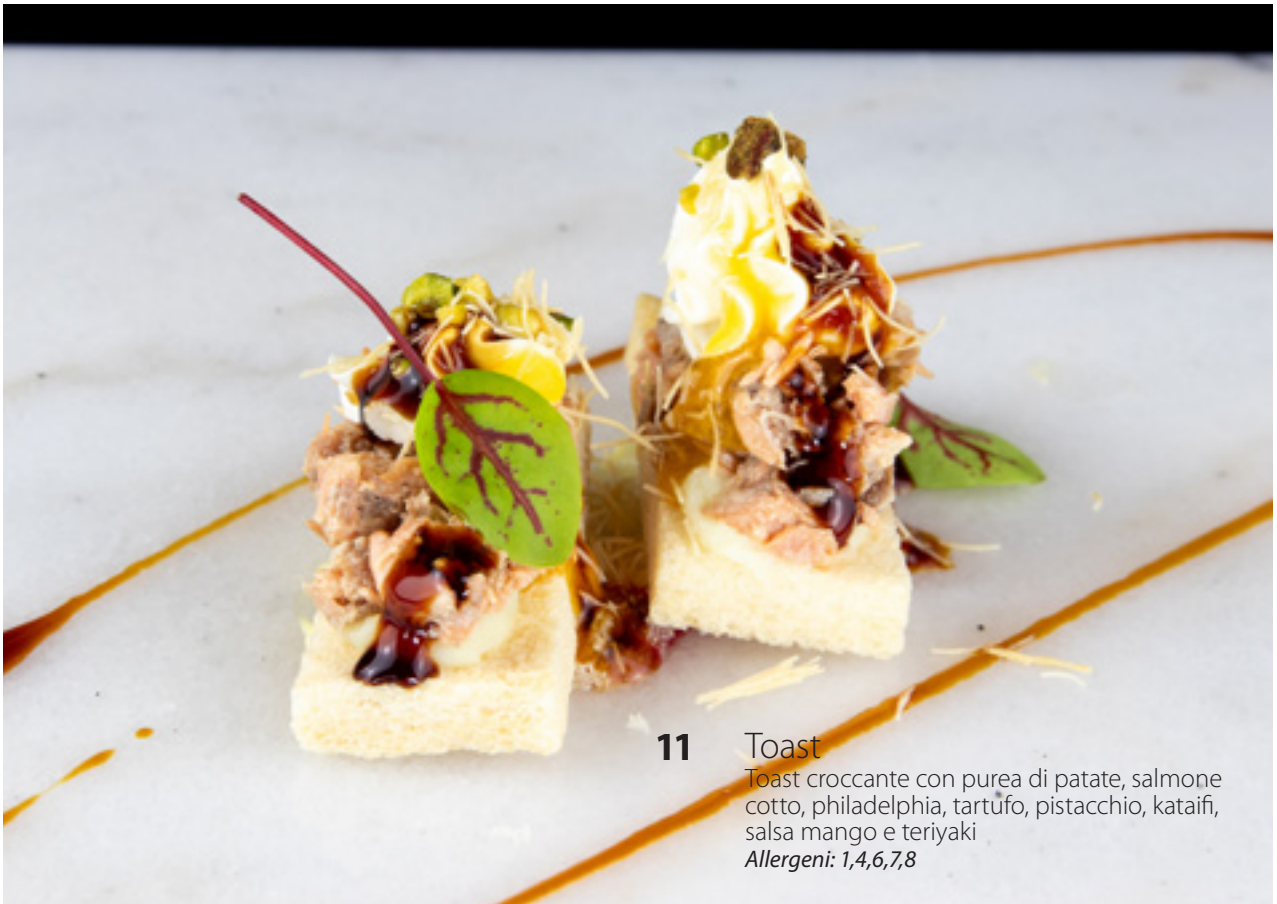 11 Toast
Toast croccante con purea di patate, salmone
cotto, philadelphia, tartufo, pistacchio, kataifi,
salsa mango e teriyaki
Allergeni: 1,4,6,7,8